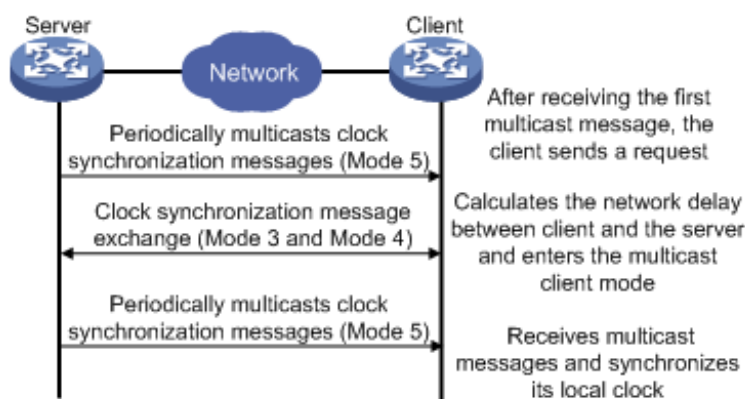 Server
Client
Network
After receiving the first
multicast message, the
client sends a request
Periodically multicasts clock
synchronization messages (Mode 5)
Clock synchronization message
exchange (Mode 3 and Mode 4)
Calculates the network delay
between client and the server
and enters the multicast
client mode
Periodically multicasts clock
synchronization messages (Mode 5)
Receives multicast
messages and synchronizes
its local clock